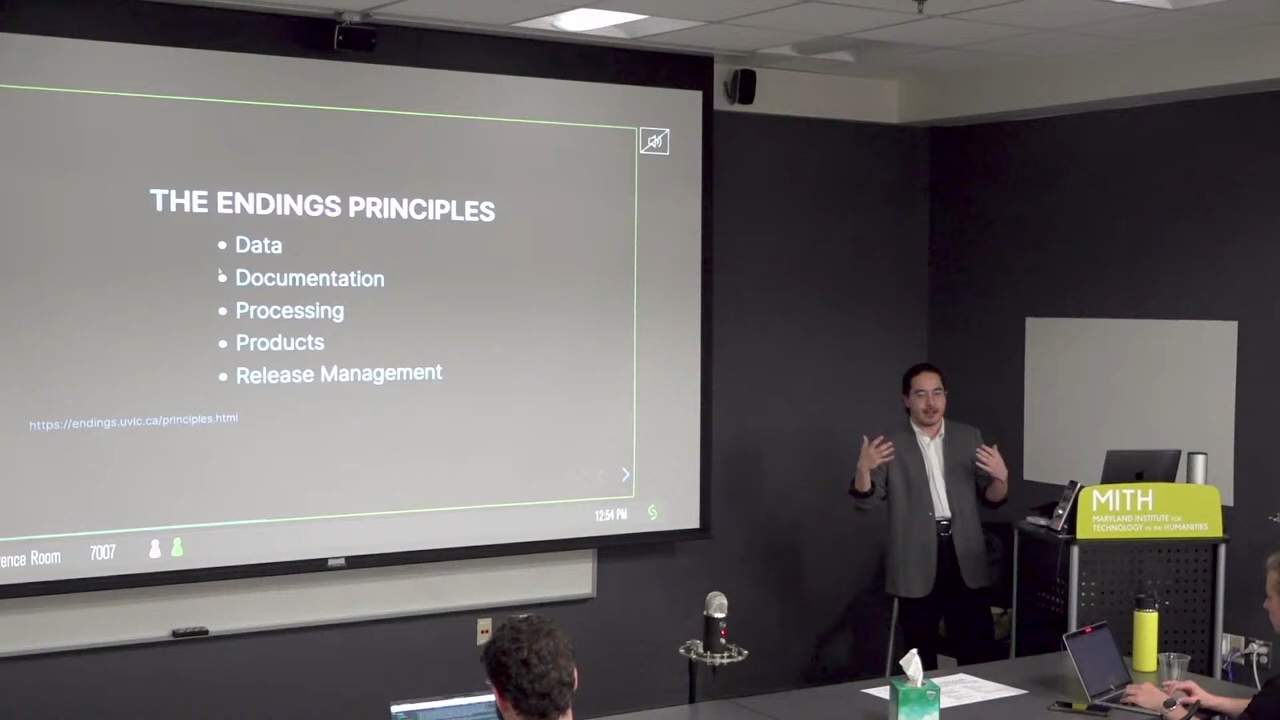 THE ENDINGS PRINCIPLES
• Data
• Documentation
• Processing
• Products
• Release Management
https://endings.uvic.ca/principles.html
12:54 PM
Room 7007
MITH
MARYLAND INSTITUTE FOR
TECHNOLOGY IN THE HUMANITIES